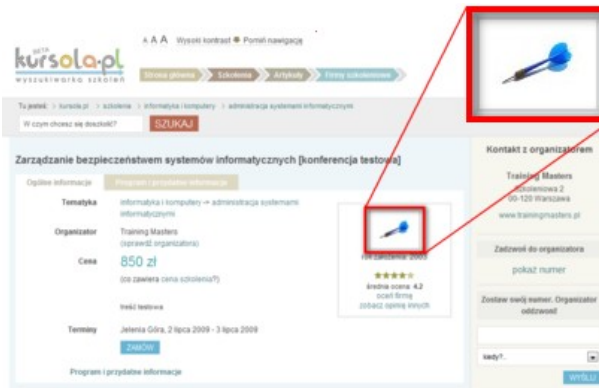 A A A Wysoki kontrast Pomiń nawigację
BETA
kursola.pl
wyszukiwarka szkoleń
Strona główna Szkolenia Artykuły Firmy szkoleniowe
Tu jesteś: > kursola.pl > szkolenia > informatyka i komputery > administracja systemami informatycznymi
W czym chcesz się doszkolić? SZUKAJ
Zarządzanie bezpieczeństwem systemów informatycznych [konferencja testowa]
Ogólne informacje Program i przydatne informacje
Tematyka informatyka i komputery -> administracja systemami
informatycznymi
Organizator Training Masters
(sprawdź organizatora)
Cena 850 zł
(co zawiera cena szkolenia?)
treść testowa
Terminy Jelenia Góra, 2 lipca 2009 - 3 lipca 2009
ZAMÓW
Program i przydatne informacje
rok założenia: 2003
średnia ocena: 4.2
oceń firmę
zobacz opinię innych
Kontakt z organizatorem
Training Masters
Szkoleniowa 2
00-120 Warszawa
www.trainingmasters.pl
Zadzwoń do organizatora
pokaż numer
Zostaw swój numer. Organizator
oddzwoni!
kiedy?..
WYŚLIJ